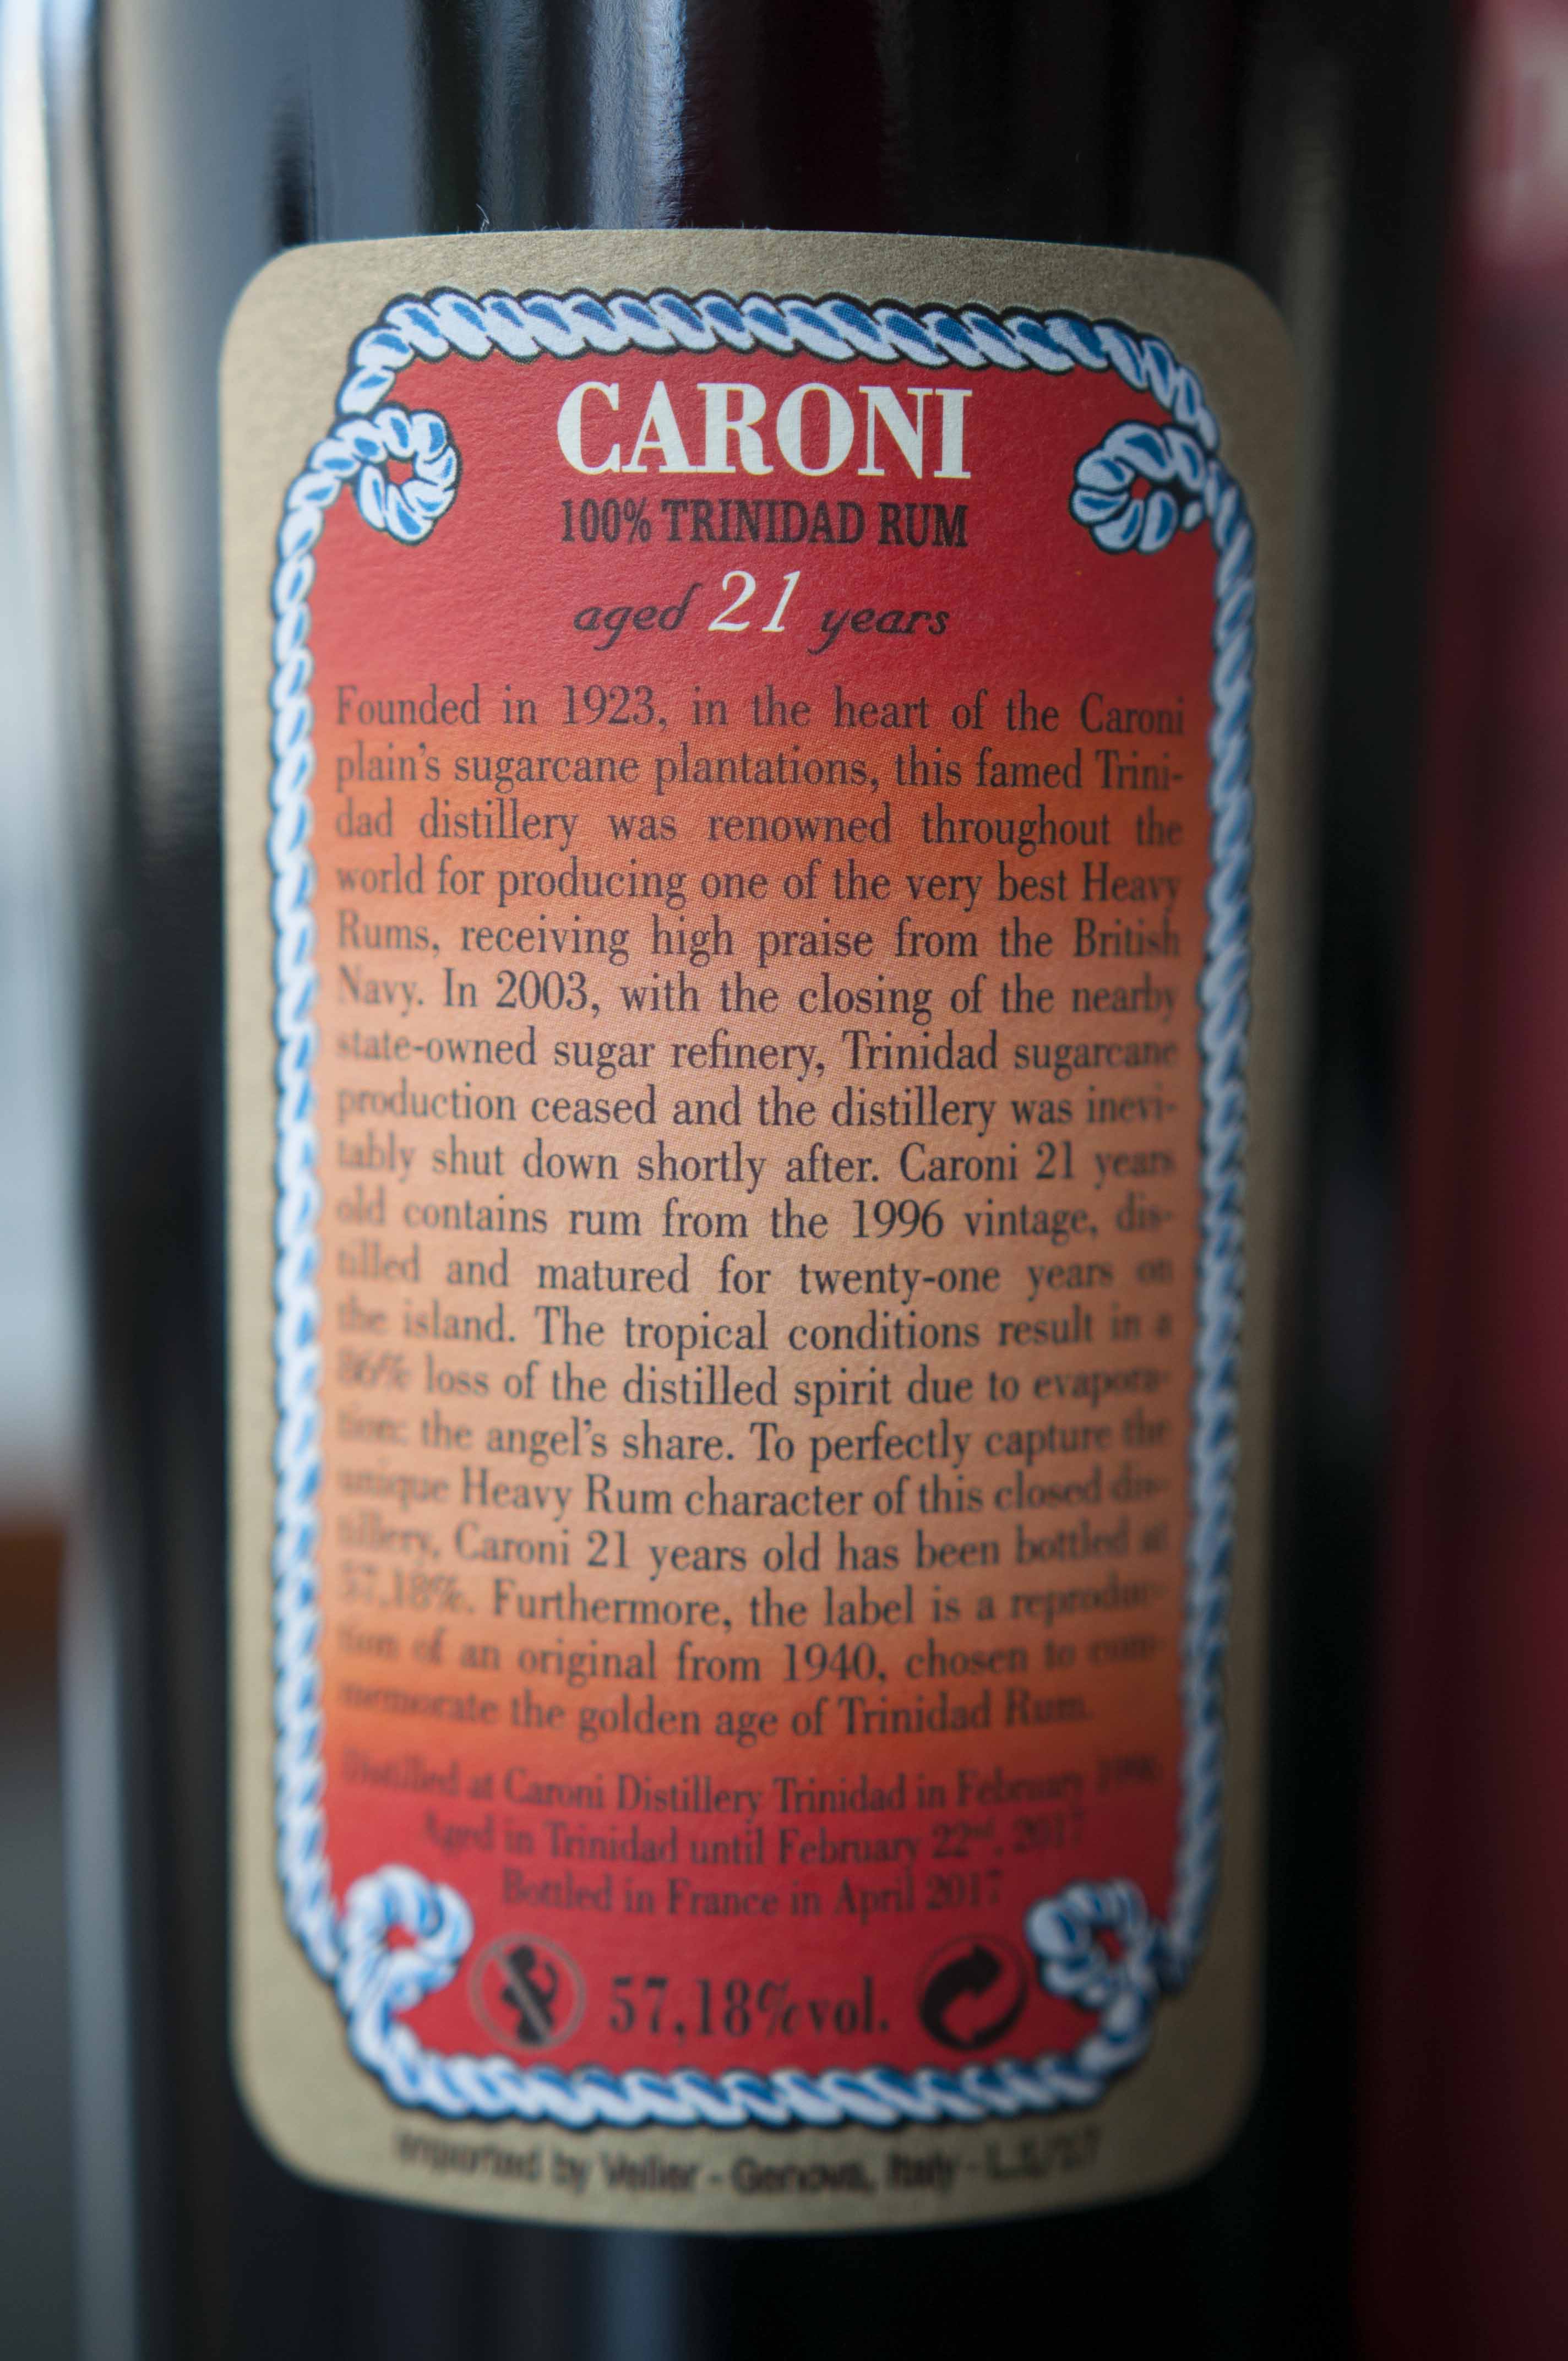 CARONI
100% TRINIDAD RUM
aged 21 years
Founded in 1923, in the heart of the Caroni
plain's sugarcane plantations, this famed Trini-
dad distillery was renowned throughout the
world for producing one of the very best Heavy
Rums, receiving high praise from the British
Navy. In 2003, with the closing of the nearby
state-owned sugar refinery, Trinidad sugarcane
production ceased and the distillery was inevi-
tably shut down shortly after. Caroni 21 years
old contains rum from the 1996 vintage, dis-
tilled and matured for twenty-one years on
the island. The tropical conditions result in a
loss of the distilled spirit due to evapora-
tion: the angel's share. To perfectly capture the
unique Heavy Rum character of this closed dis-
tillery, Caroni 21 years old has been bottled at
57,18%. Furthermore, the label is a reproduc-
tion of an original from 1940, chosen to com-
memorate the golden age of Trinidad Rum.
Distilled at Caroni Distillery Trinidad in February 1996
Aged in Trinidad until February 22nd, 2017
Bottled in France in April 2017
57,18%vol.
imported by Velier - Genova, Italy -